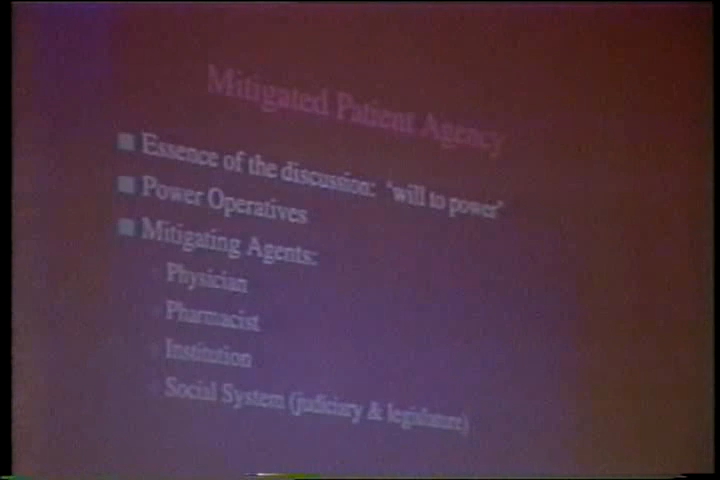 Mitigated Patient Agency
Essence of the discussion: "will to power"
Power Operatives
Mitigating Agents:
Physician
Pharmacist
Institution
Social System (judiciary & legislature)